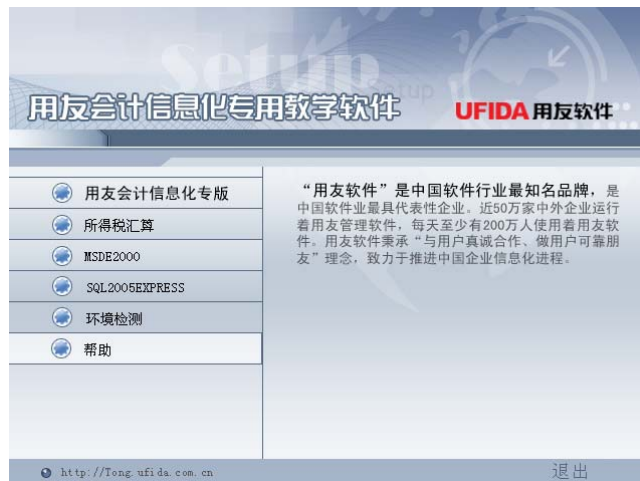 Setup
用友会计信息化专用教学软件
UFIDA 用友软件
用友会计信息化专版
所得税汇算
MSDE2000
SQL2005EXPRESS
环境检测
帮助
“用友软件”是中国软件行业最知名品牌，是
中国软件业最具代表性企业。近50万家中外企业运行
着用友管理软件，每天至少有200万人使用着用友软
件。用友软件秉承“与用户真诚合作、做用户可靠朋
友”理念，致力于推进中国企业信息化进程。
http://Tong.ufida.com.cn
退出